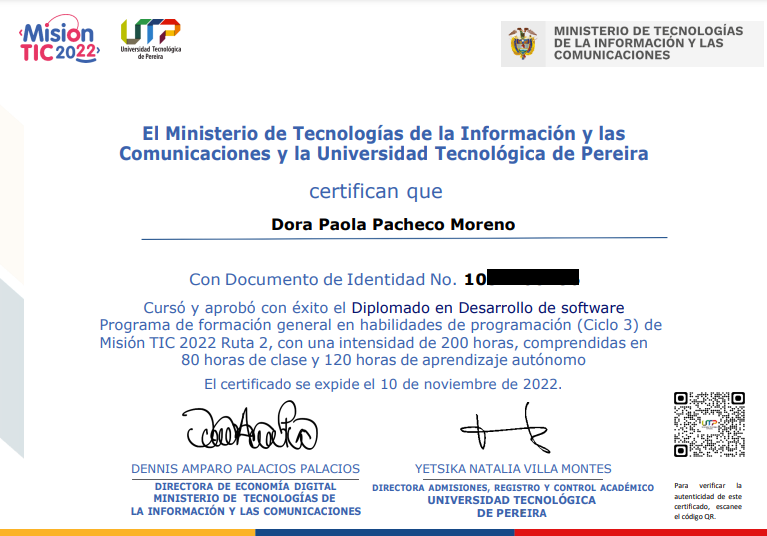 Misión
TIC 2022
UTP
Universidad Tecnológica
de Pereira
MINISTERIO DE TECNOLOGÍAS
DE LA INFORMACIÓN Y LAS
COMUNICACIONES
El Ministerio de Tecnologías de la Información y las
Comunicaciones y la Universidad Tecnológica de Pereira
certifican que
Dora Paola Pacheco Moreno
Con Documento de Identidad No. 10
Cursó y aprobó con éxito el Diplomado en Desarrollo de software
Programa de formación general en habilidades de programación (Ciclo 3) de
Misión TIC 2022 Ruta 2, con una intensidad de 200 horas, comprendidas en
80 horas de clase y 120 horas de aprendizaje autónomo
El certificado se expide el 10 de noviembre de 2022.
DENNIS AMPARO PALACIOS PALACIOS
DIRECTORA DE ECONOMÍA DIGITAL
MINISTERIO DE TECNOLOGÍAS DE
LA INFORMACIÓN Y LAS COMUNICACIONES
YETSIKA NATALIA VILLA MONTES
DIRECTORA ADMISIONES, REGISTRO Y CONTROL ACADÉMICO
UNIVERSIDAD TECNOLÓGICA
DE PEREIRA
UTP
Para verificar la
autenticidad de este
certificado, escanee
el código QR.